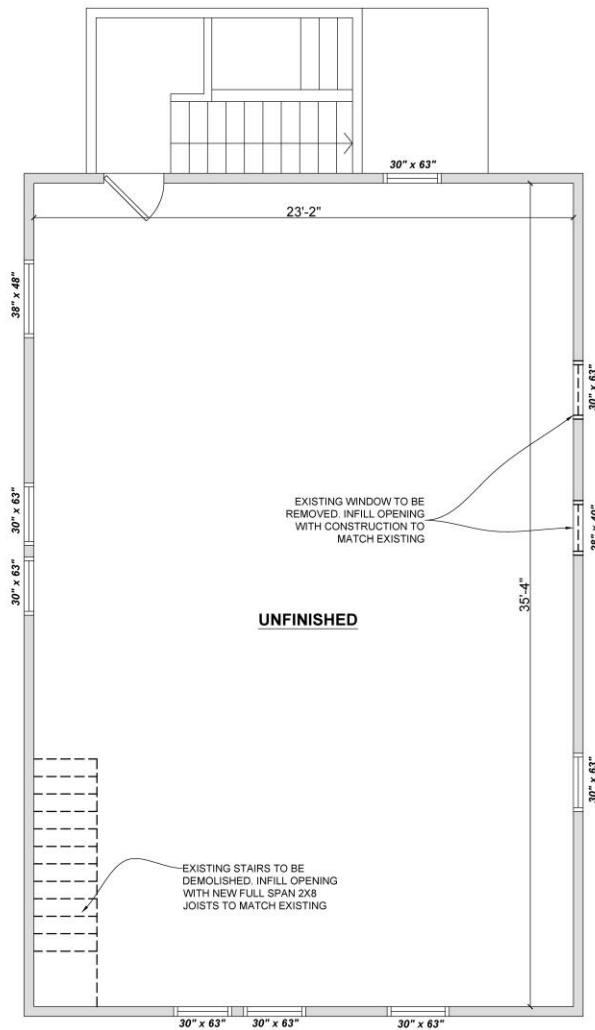 30" x 63"
23'-2"
38" x 48"
30" x 63"
30" x 63"
30" x 63"
EXISTING WINDOW TO BE
REMOVED. INFILL OPENING
WITH CONSTRUCTION TO
MATCH EXISTING
35'-4"
UNFINISHED
30" x 63"
EXISTING STAIRS TO BE
DEMOLISHED. INFILL OPENING
WITH NEW FULL SPAN 2X8
JOISTS TO MATCH EXISTING
30" x 63"
30" x 63"
30" x 63"